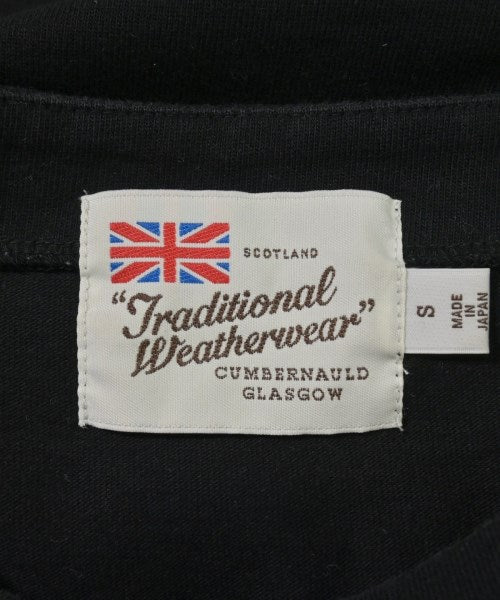 SCOTLAND
"Traditional
Weatherwear"
CUMBERNAULD
GLASGOW
S
MADE
IN
JAPAN